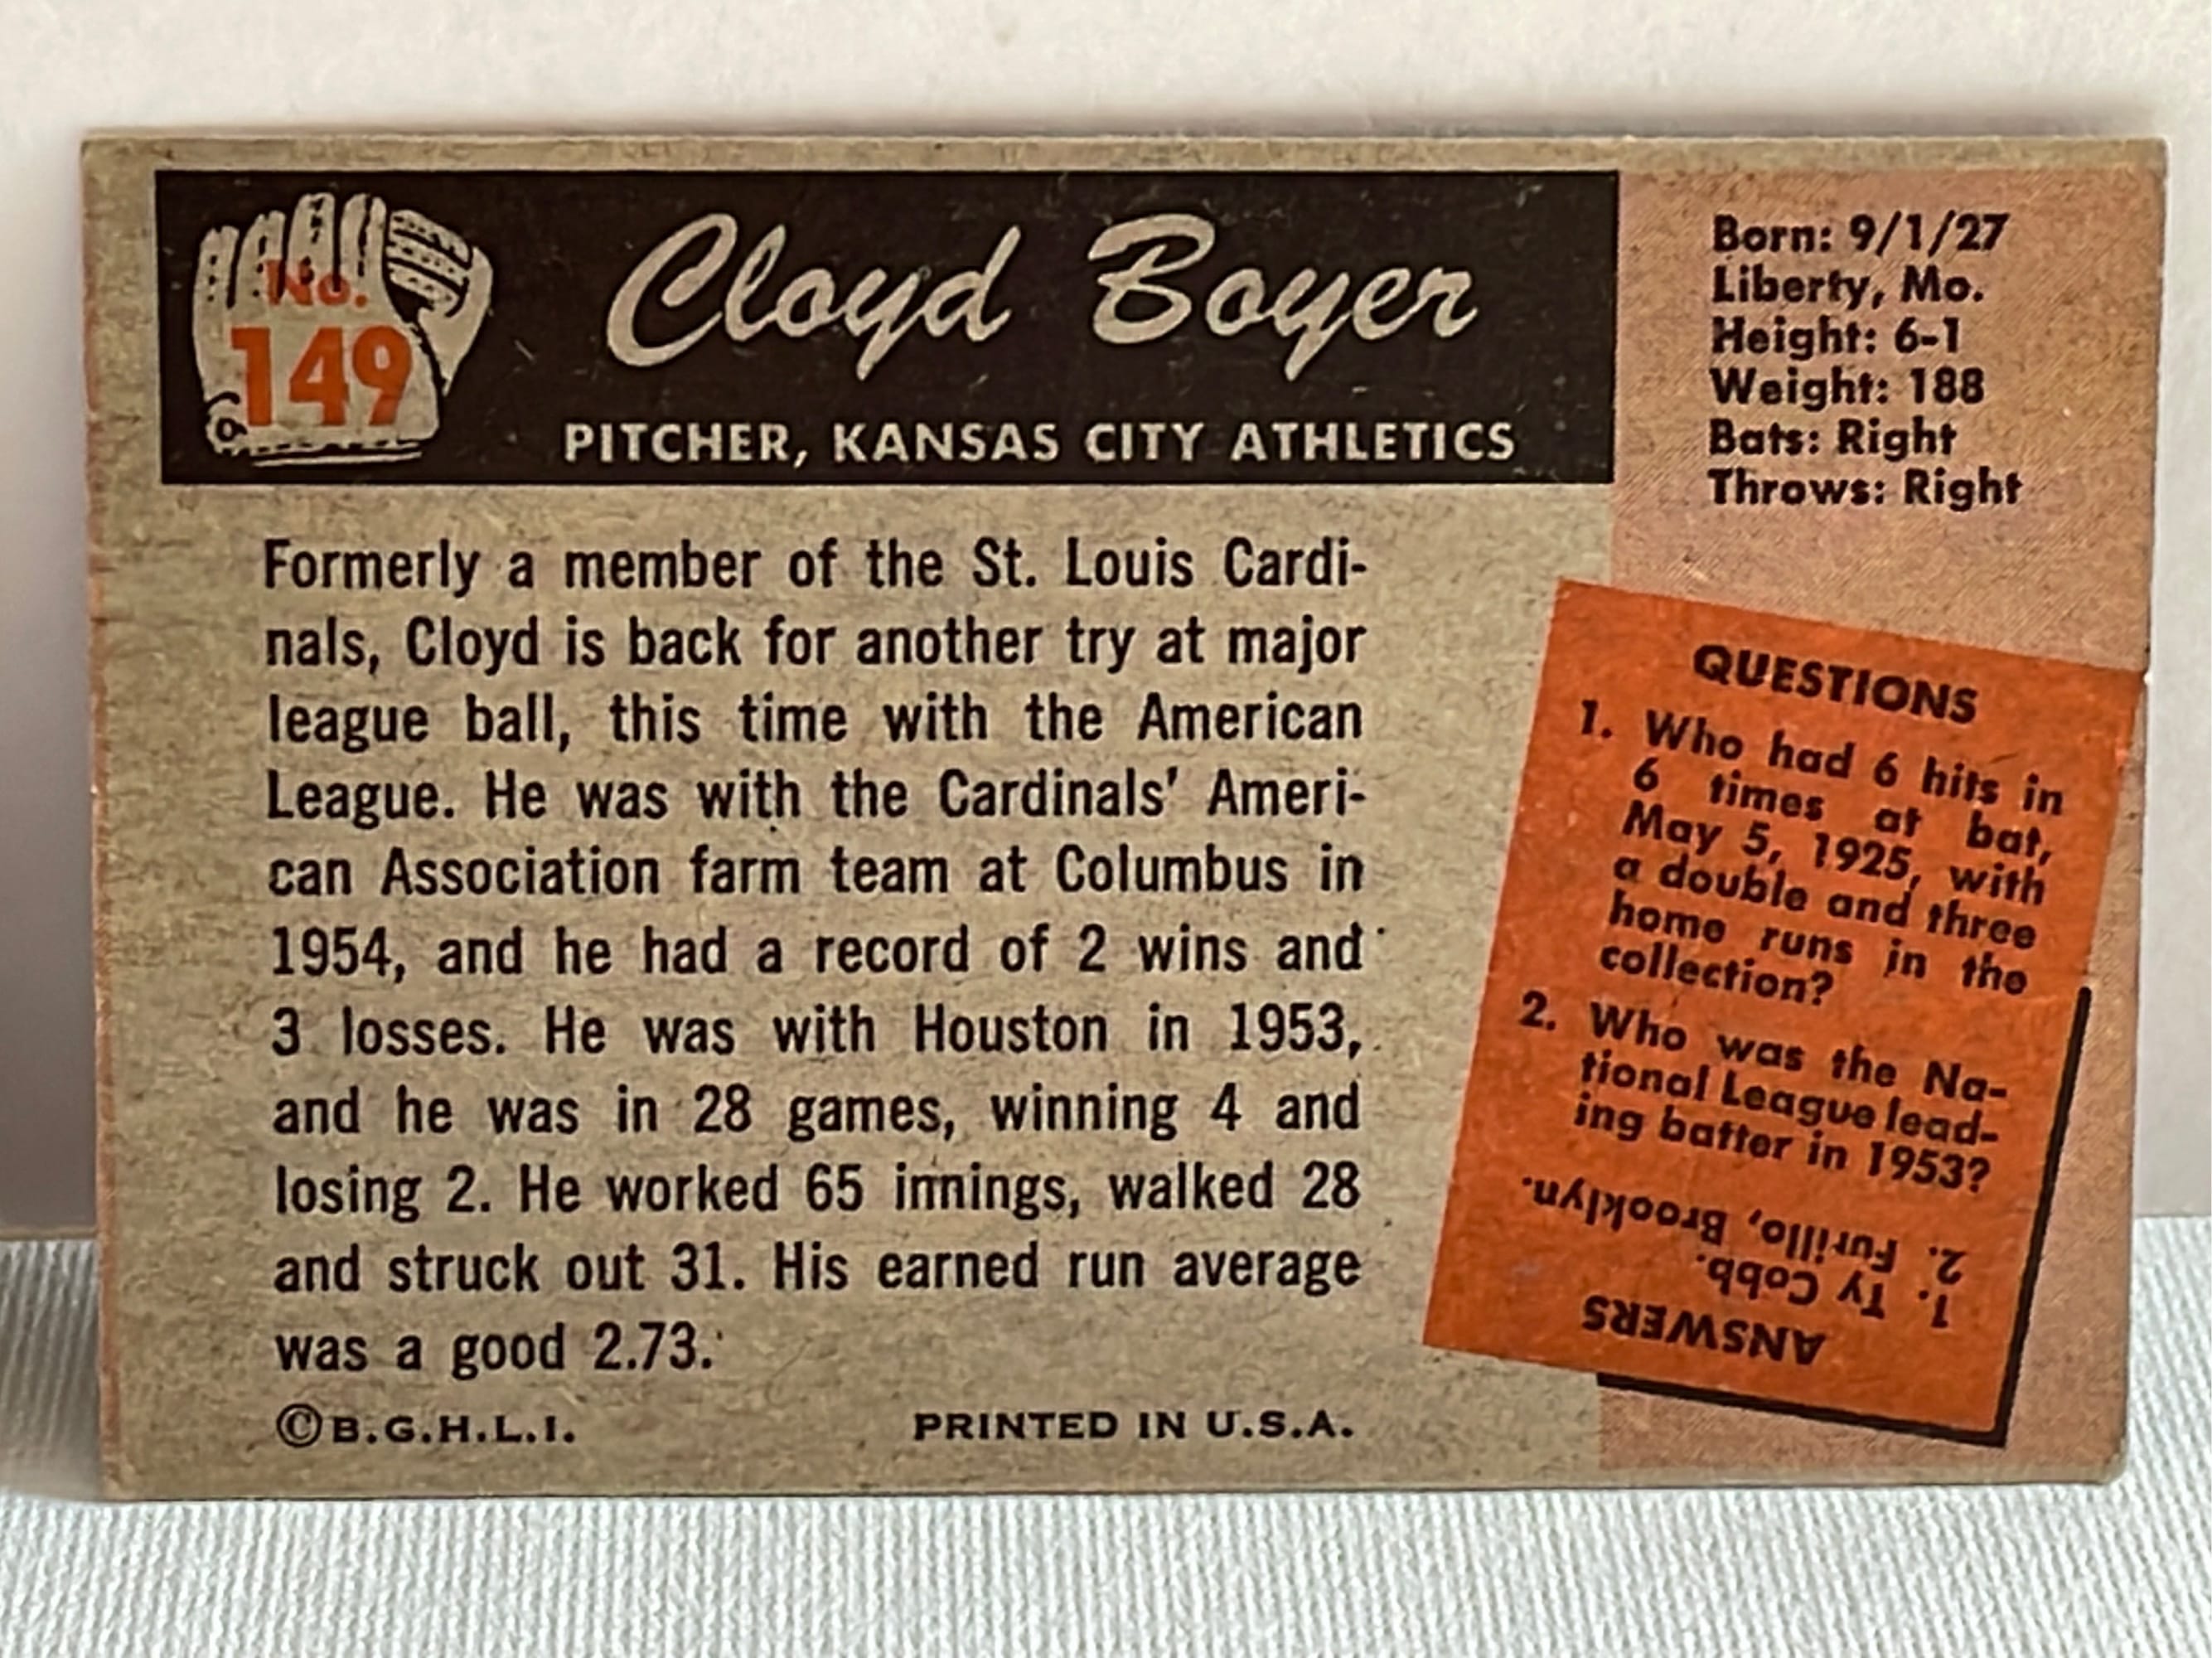 No.
149
Cloyd Boyer
PITCHER, KANSAS CITY ATHLETICS
Born: 9/1/27
Liberty, Mo.
Height: 6-1
Weight: 188
Bats: Right
Throws: Right
Formerly a member of the St. Louis Cardi-
nals, Cloyd is back for another try at major
league ball, this time with the American
League. He was with the Cardinals' Ameri-
can Association farm team at Columbus in
1954, and he had a record of 2 wins and
3 losses. He was with Houston in 1953,
and he was in 28 games, winning 4 and
losing 2. He worked 65 innings, walked 28
and struck out 31. His earned run average
was a good 2.73.
©B.G.H.L.I.
PRINTED IN U.S.A.
QUESTIONS
1. Who had 6 hits in
6 times at bat,
May 5, 1925, with
a double and three
home runs in the
collection?
2. Who was the Na-
tional League lead-
ing batter in 1953?
ANSWERS
1. Ty Cobb.
2. Furillo, Brooklyn.